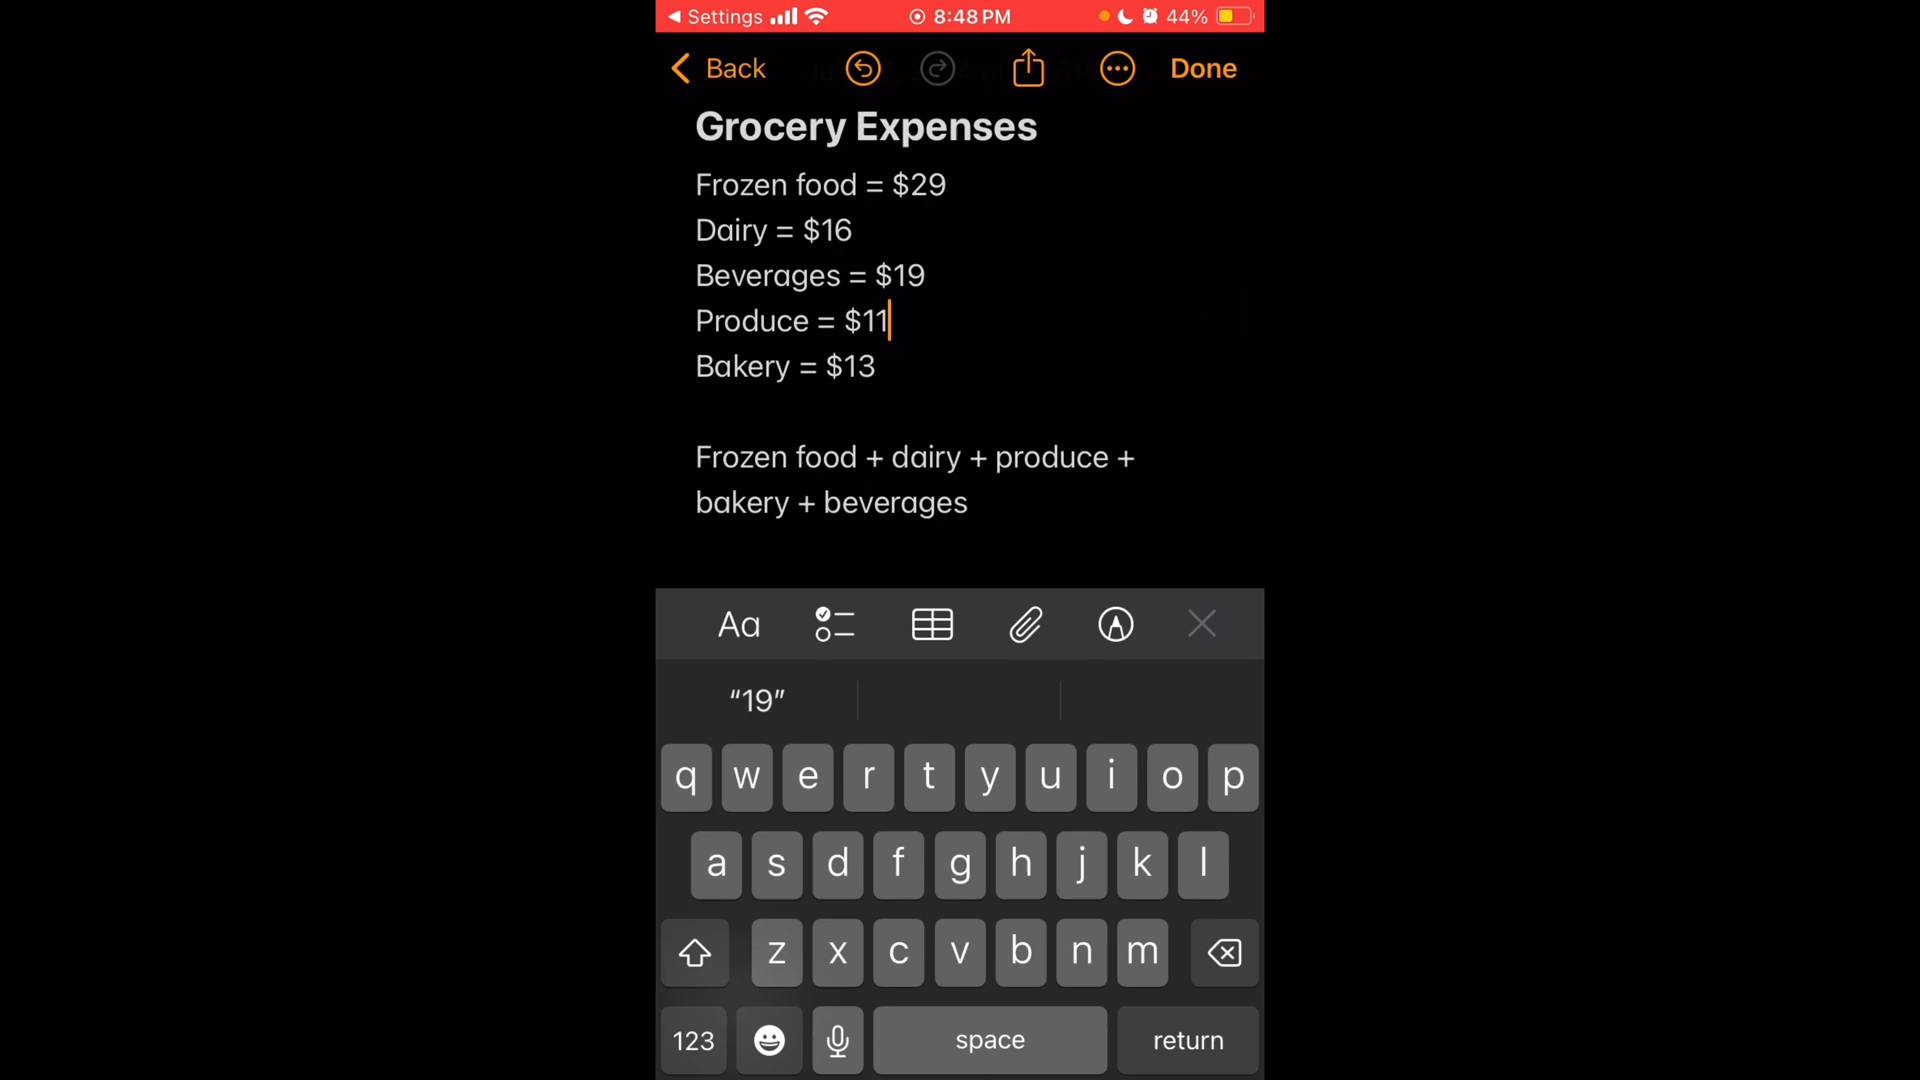 Settings 8:48 PM 44%
Back Done
Grocery Expenses
Frozen food = $29
Dairy = $16
Beverages = $19
Produce = $11
Bakery = $13
Frozen food + dairy + produce +
bakery + beverages
Aa
“19”
q w e r t y u i o p
a s d f g h j k l
z x c v b n m
123 space return